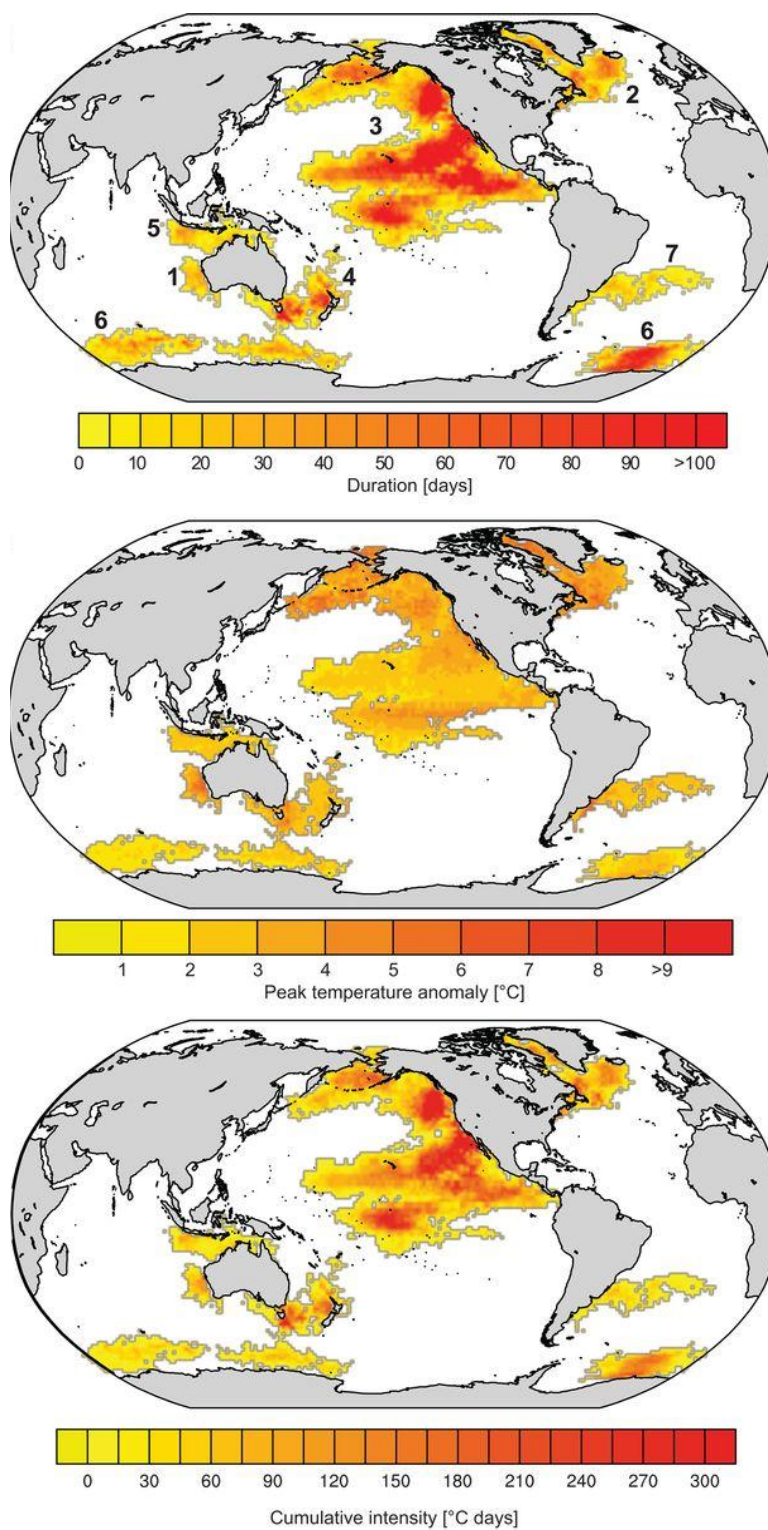 2
3
5
1
4
7
6
6
0 10 20 30 40 50 60 70 80 90 >100
Duration [days]
1 2 3 4 5 6 7 8 >9
Peak temperature anomaly [°C]
0 30 60 90 120 150 180 210 240 270 300
Cumulative intensity [°C days]